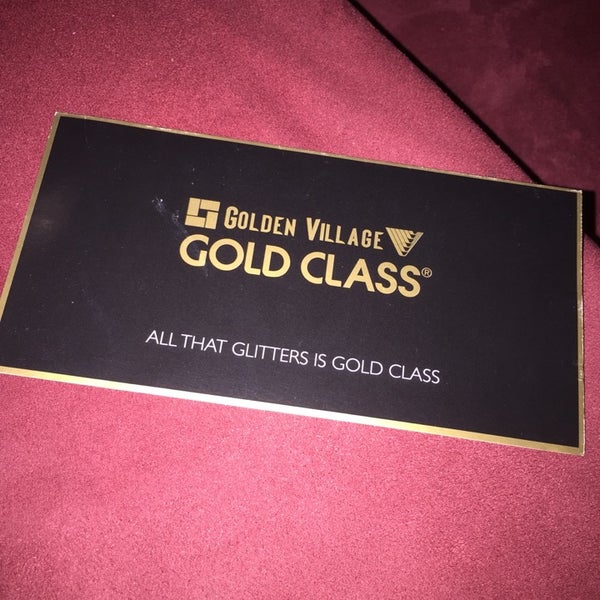 GOLDEN VILLAGE
GOLD CLASS®
ALL THAT GLITTERS IS GOLD CLASS